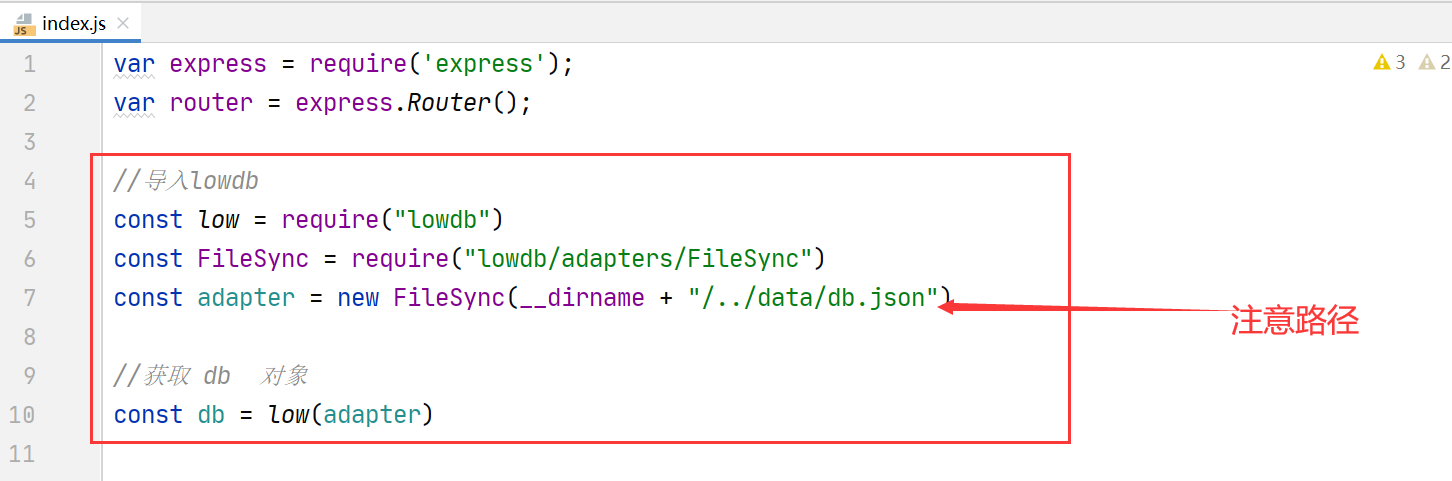 JS index.js
3 2
1 var express = require('express');
2 var router = express.Router();
3
4 //导入lowdb
5 const low = require("lowdb")
6 const FileSync = require("lowdb/adapters/FileSync")
7 const adapter = new FileSync(__dirname + "/../data/db.json")
注意路径
8
9 //获取 db  对象
10 const db = low(adapter)
11